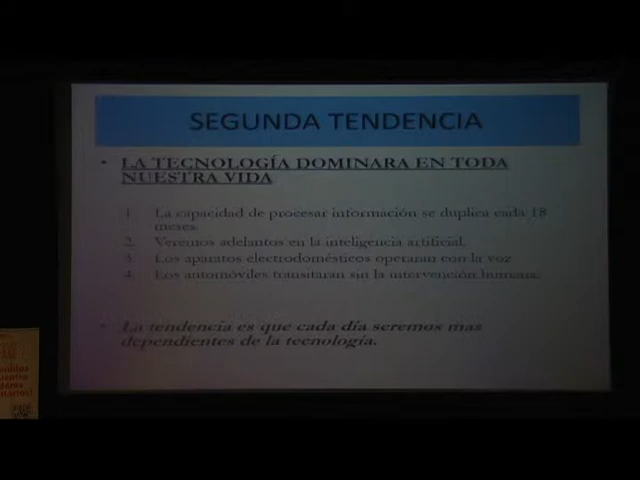 SEGUNDA TENDENCIA
• LA TECNOLOGÍA DOMINARA EN TODA
NUESTRA VIDA
1. La capacidad de procesar información se duplica cada 18
meses.
2. Veremos adelantos en la inteligencia artificial.
3. Los aparatos electrodomésticos operaran con la voz
4. Los automóviles transitaran sin la intervención humana.
• La tendencia es que cada día seremos mas
dependientes de la tecnología.